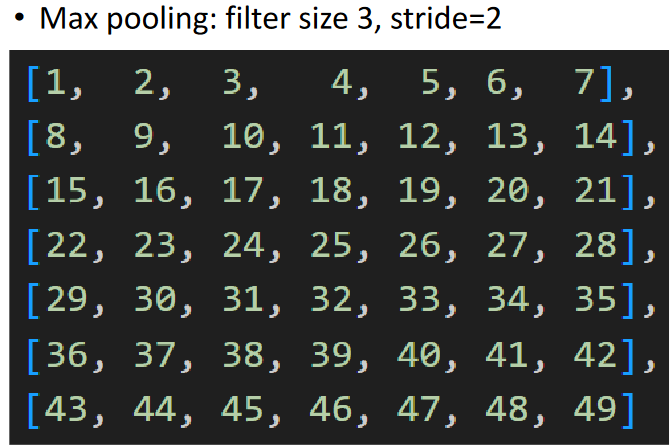 • Max pooling: filter size 3, stride=2
[1, 2, 3, 4, 5, 6, 7],
[8, 9, 10, 11, 12, 13, 14],
[15, 16, 17, 18, 19, 20, 21],
[22, 23, 24, 25, 26, 27, 28],
[29, 30, 31, 32, 33, 34, 35],
[36, 37, 38, 39, 40, 41, 42],
[43, 44, 45, 46, 47, 48, 49]